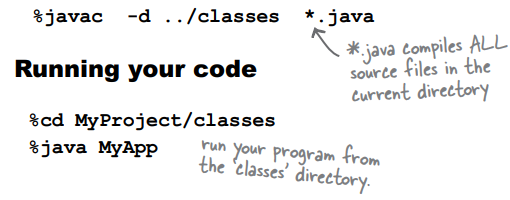 %javac -d ../classes *.java
*.java compiles ALL
source files in the
current directory
Running your code
%cd MyProject/classes
%java MyApp
run your program from
the 'classes' directory.